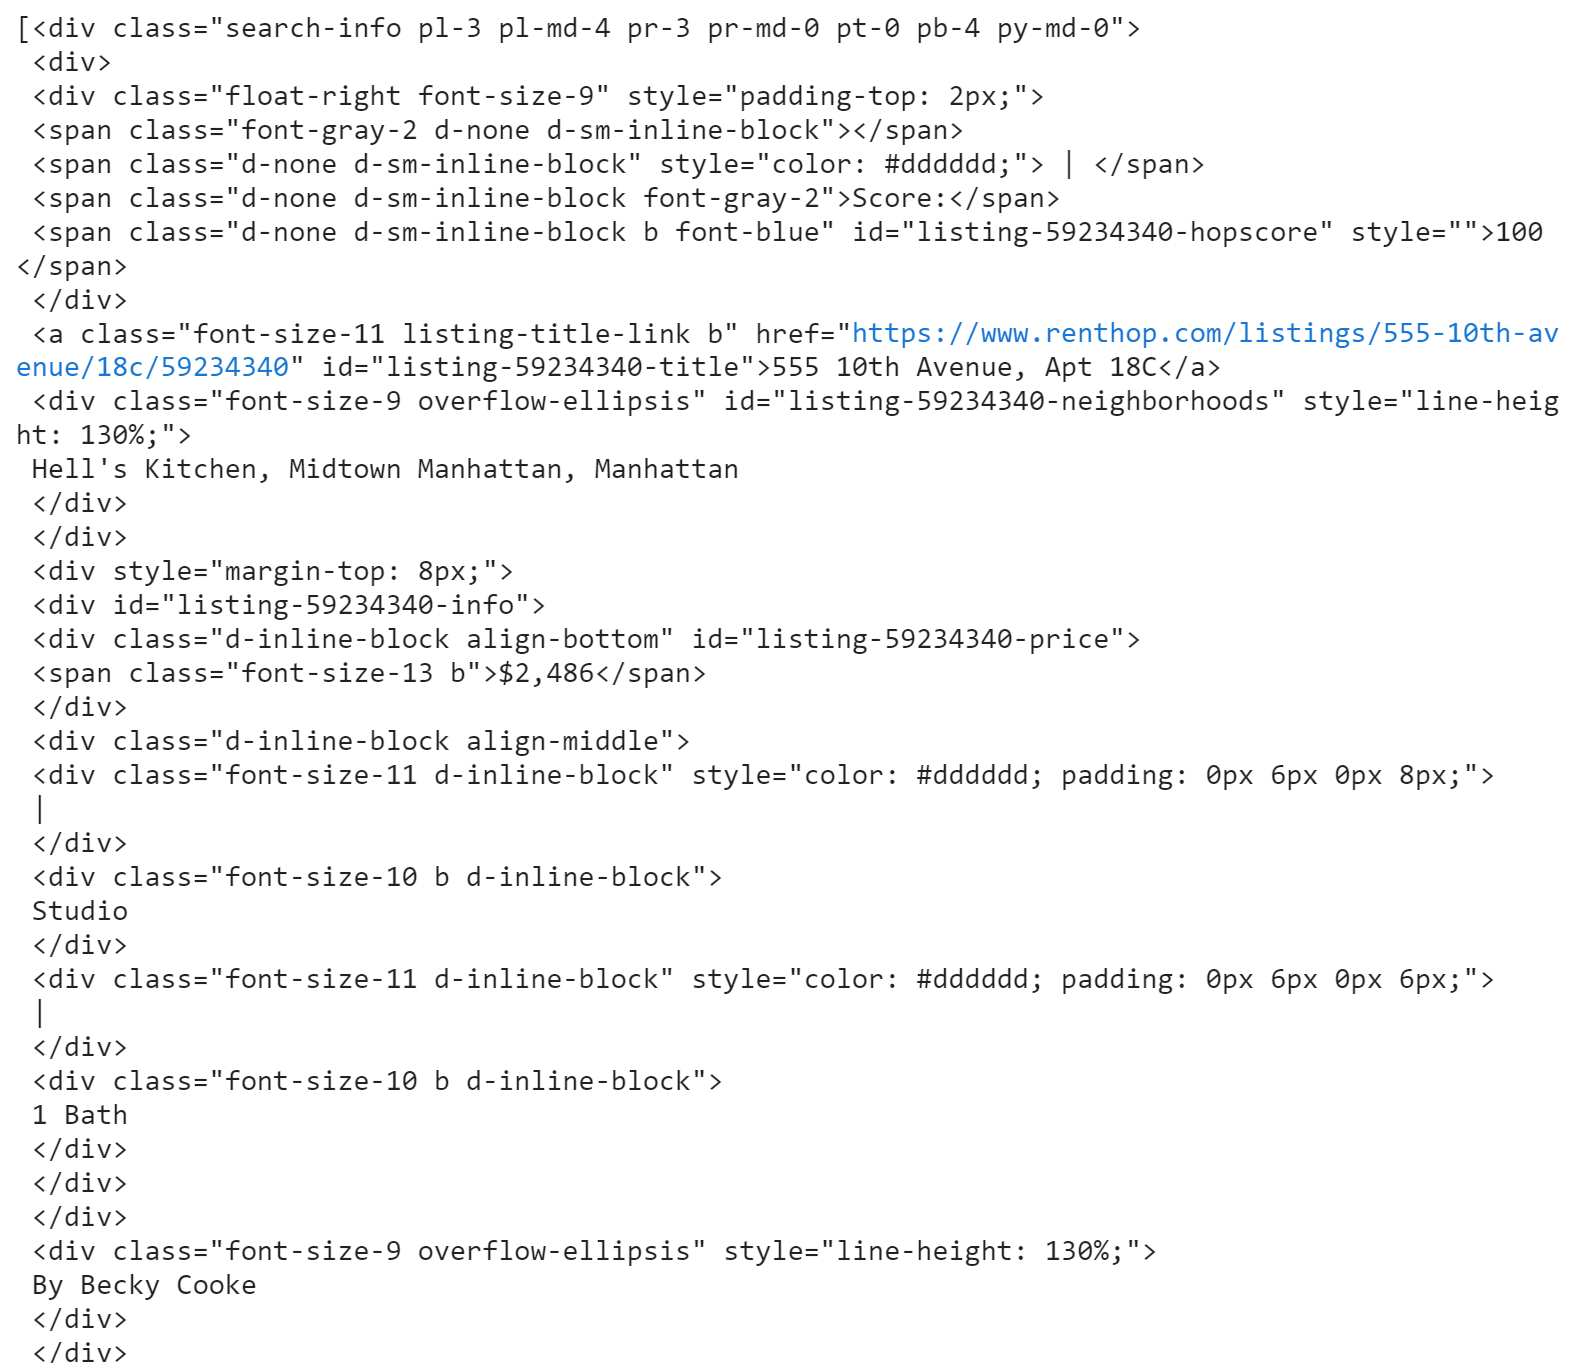 [<div class="search-info pl-3 pl-md-4 pr-3 pr-md-0 pt-0 pb-4 py-md-0">
<div>
<div class="float-right font-size-9" style="padding-top: 2px;">
<span class="font-gray-2 d-none d-sm-inline-block"></span>
<span class="d-none d-sm-inline-block" style="color: #dddddd;"> | </span>
<span class="d-none d-sm-inline-block font-gray-2">Score:</span>
<span class="d-none d-sm-inline-block b font-blue" id="listing-59234340-hopscore" style="">100
</span>
</div>
<a class="font-size-11 listing-title-link b" href="https://www.renthop.com/listings/555-10th-av
enue/18c/59234340" id="listing-59234340-title">555 10th Avenue, Apt 18C</a>
<div class="font-size-9 overflow-ellipsis" id="listing-59234340-neighborhoods" style="line-heig
ht: 130%;">
Hell's Kitchen, Midtown Manhattan, Manhattan
</div>
</div>
<div style="margin-top: 8px;">
<div id="listing-59234340-info">
<div class="d-inline-block align-bottom" id="listing-59234340-price">
<span class="font-size-13 b">$2,486</span>
</div>
<div class="d-inline-block align-middle">
<div class="font-size-11 d-inline-block" style="color: #dddddd; padding: 0px 6px 0px 8px;">
|
</div>
<div class="font-size-10 b d-inline-block">
Studio
</div>
<div class="font-size-11 d-inline-block" style="color: #dddddd; padding: 0px 6px 0px 6px;">
|
</div>
<div class="font-size-10 b d-inline-block">
1 Bath
</div>
</div>
</div>
<div class="font-size-9 overflow-ellipsis" style="line-height: 130%;">
By Becky Cooke
</div>
</div>